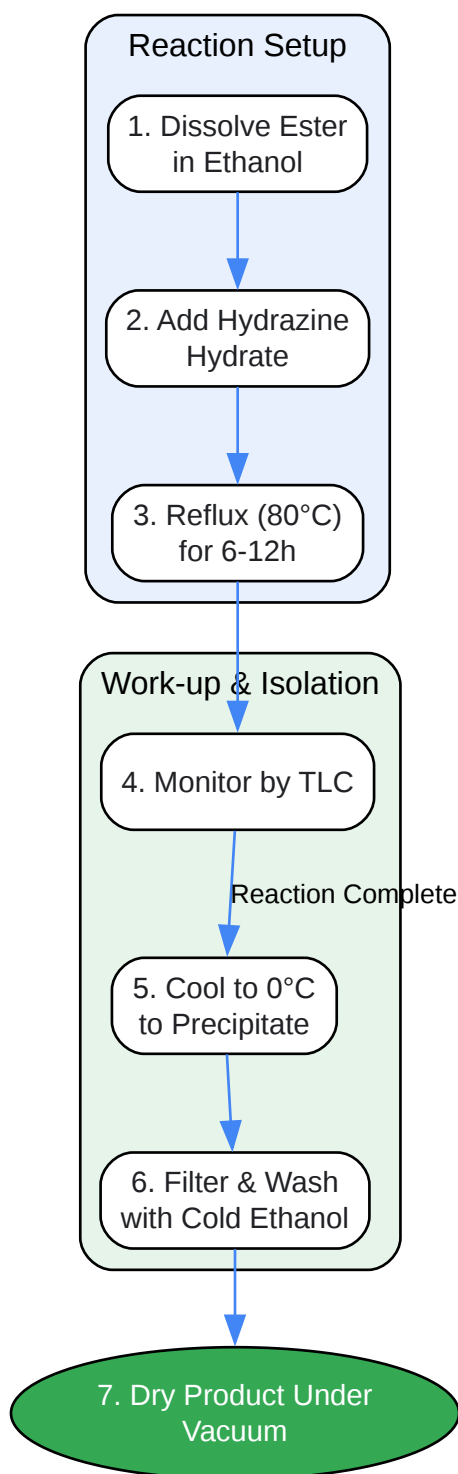 Reaction Setup
1. Dissolve Ester
in Ethanol
2. Add Hydrazine
Hydrate
3. Reflux (80°C)
for 6-12h
Work-up & Isolation
4. Monitor by TLC
Reaction Complete
5. Cool to 0°C
to Precipitate
6. Filter & Wash
with Cold Ethanol
7. Dry Product Under
Vacuum